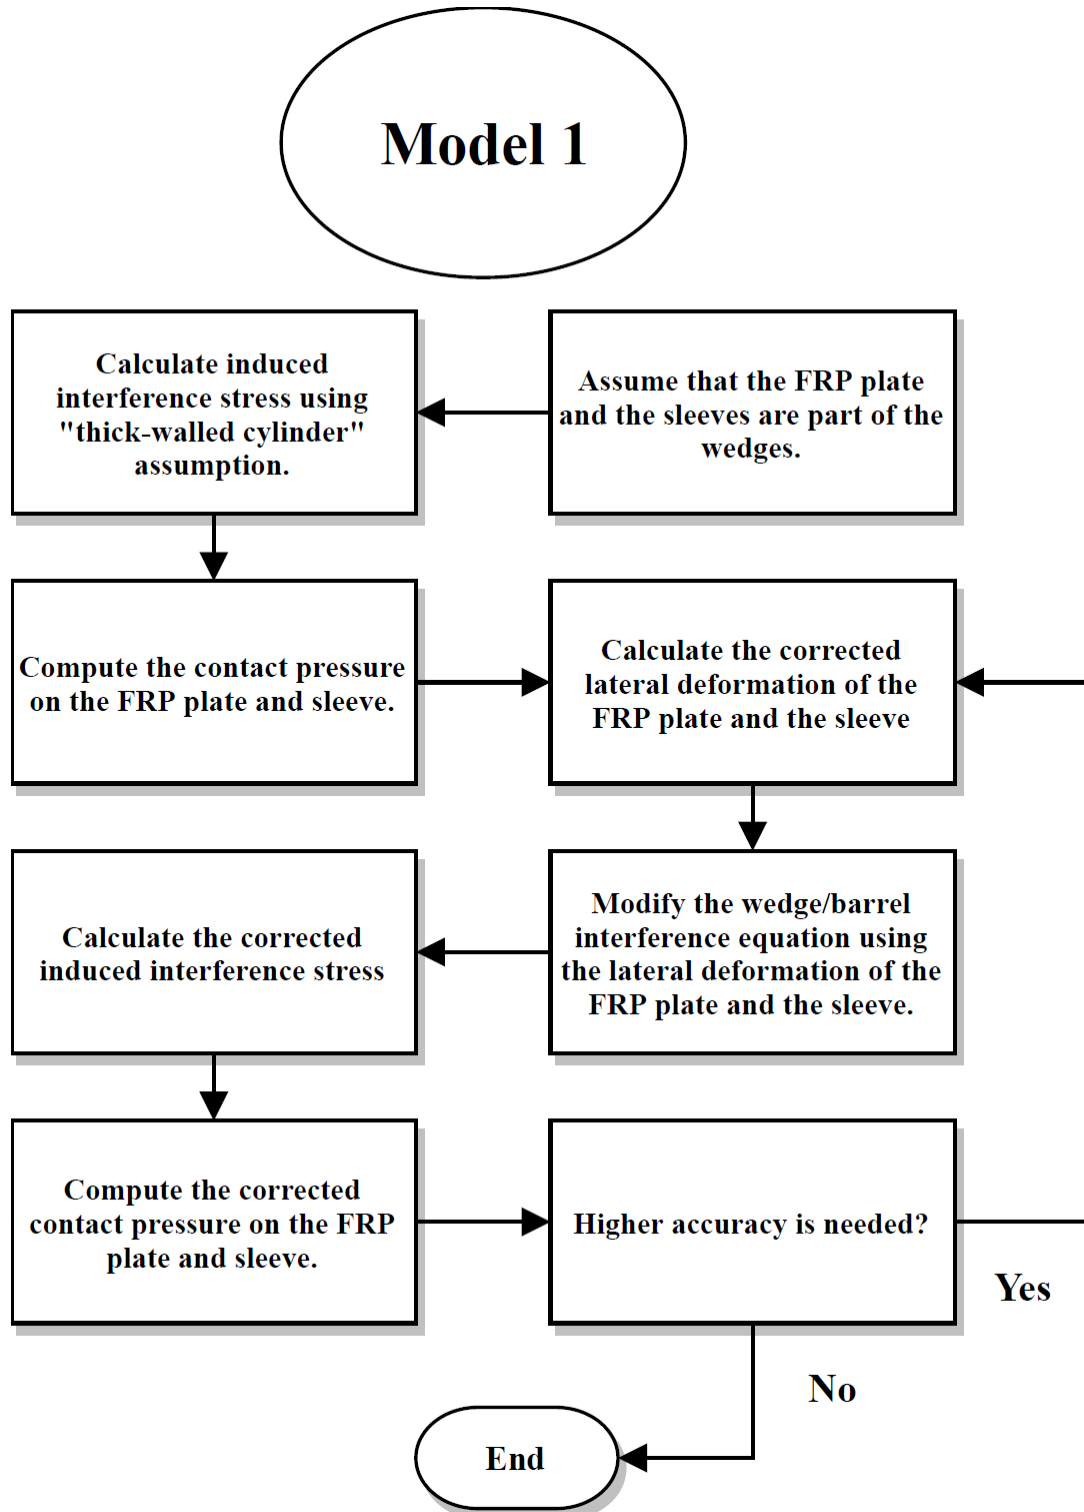 Model 1
Assume that the FRP plate
and the sleeves are part of the
wedges.
Calculate induced
interference stress using
"thick-walled cylinder"
assumption.
Compute the contact pressure
on the FRP plate and sleeve.
Calculate the corrected
lateral deformation of the
FRP plate and the sleeve
Modify the wedge/barrel
interference equation using
the lateral deformation of the
FRP plate and the sleeve.
Calculate the corrected
induced interference stress
Compute the corrected
contact pressure on the FRP
plate and sleeve.
Higher accuracy is needed?
Yes
No
End